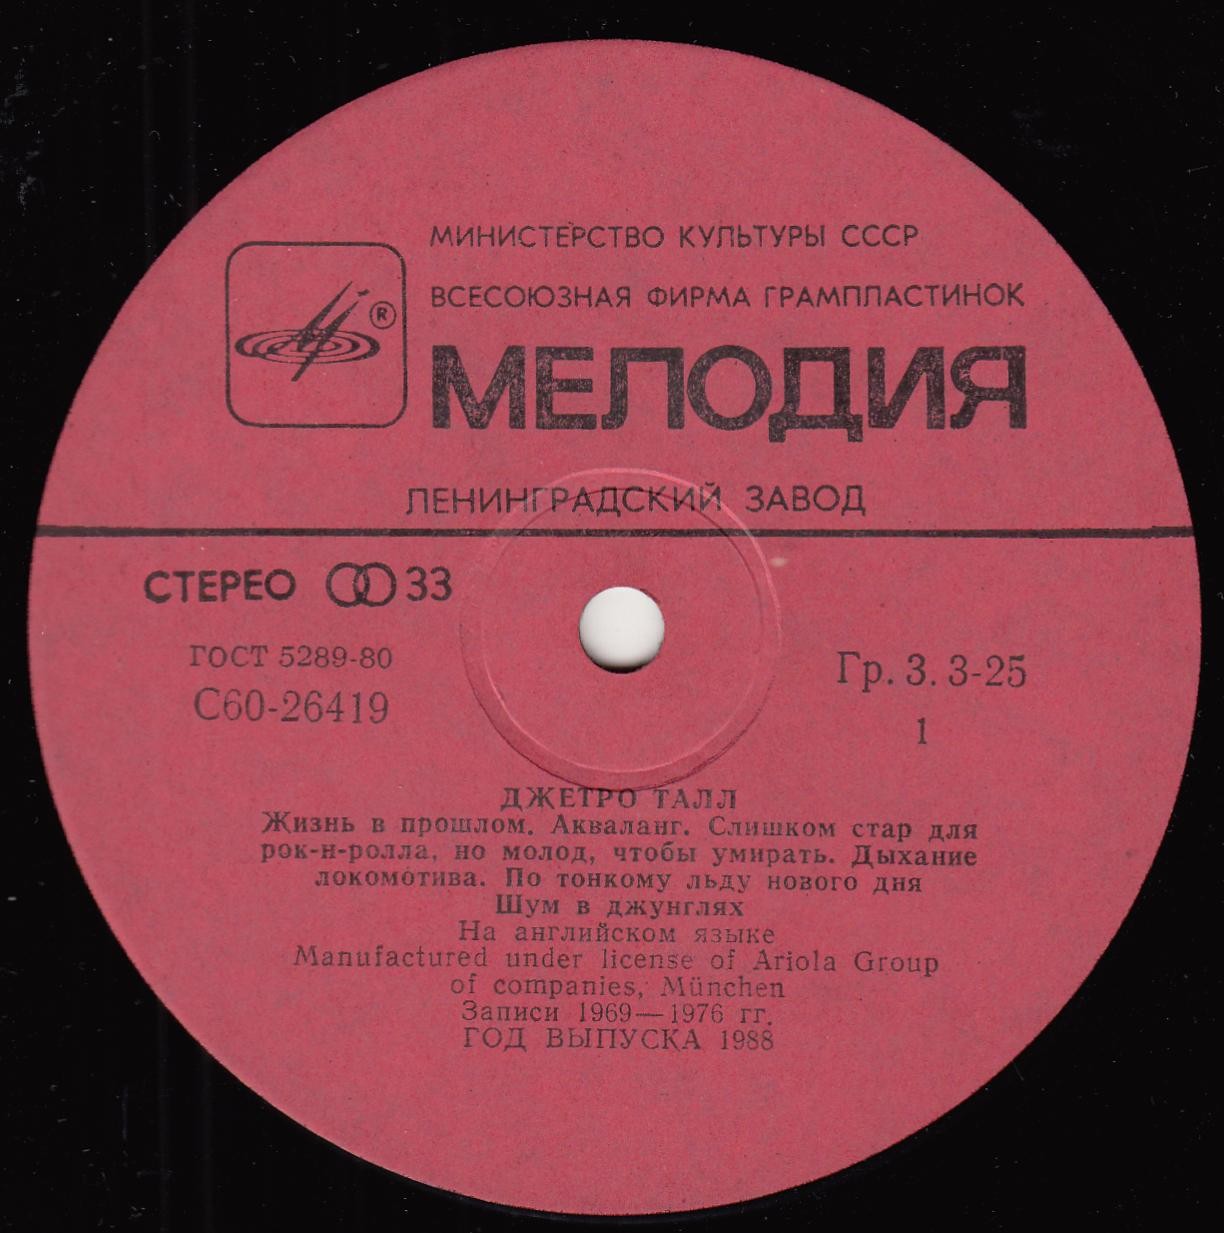 МИНИСТЕРСТВО КУЛЬТУРЫ СССР
ВСЕСОЮЗНАЯ ФИРМА ГРАМПЛАСТИНОК
®
МЕЛОДИЯ
ЛЕНИНГРАДСКИЙ ЗАВОД
СТЕРЕО 33
ГОСТ 5289-80
С60-26419
Гр. 3. 3-25
1
ДЖЕТРО ТАЛЛ
Жизнь в прошлом. Акваланг. Слишком стар для
рок-н-ролла, но молод, чтобы умирать. Дыхание
локомотива. По тонкому льду нового дня
Шум в джунглях
На английском языке
Manufactured under license of Ariola Group
of companies, München
Записи 1969—1976 гг.
ГОД ВЫПУСКА 1988